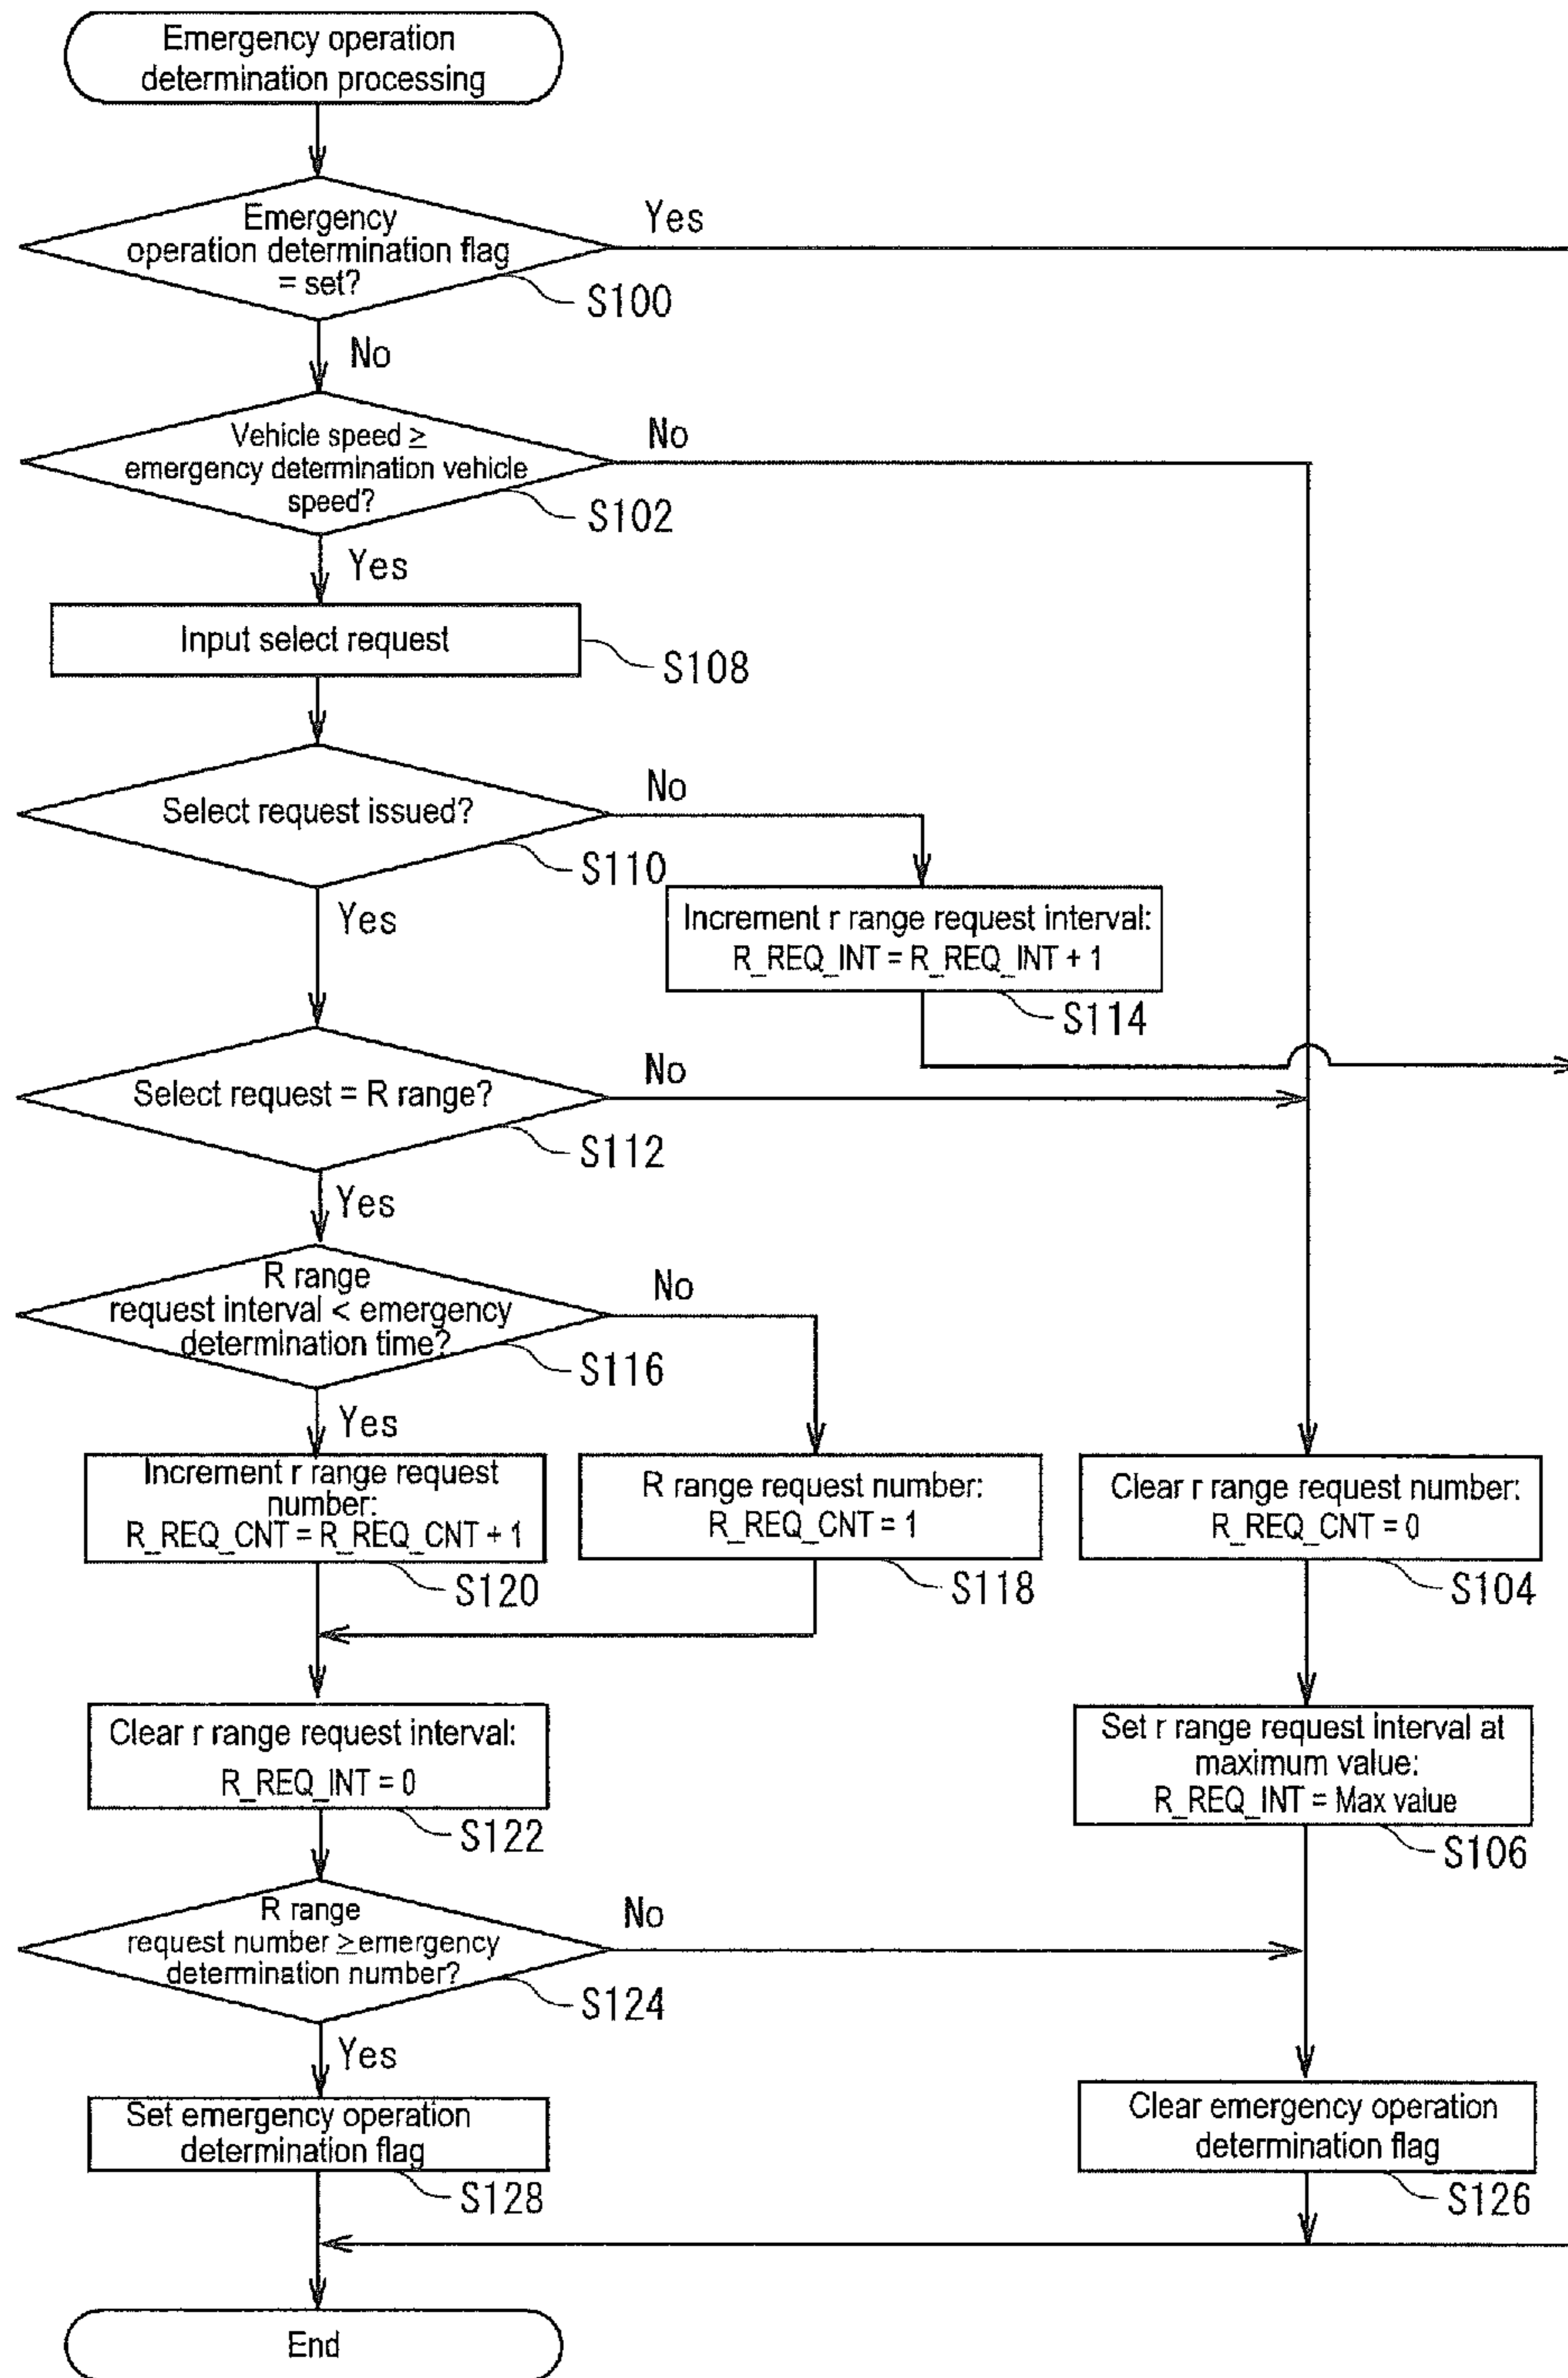 Emergency operation
determination processing
Emergency
operation determination flag
= set?
Yes
S100
No
Vehicle speed ≥
emergency determination vehicle
speed?
No
S102
Yes
Input select request
S108
Select request issued?
No
S110
Yes
Increment r range request interval:
R_REQ_INT = R_REQ_INT + 1
S114
Select request = R range?
No
S112
Yes
R range
request interval < emergency
determination time?
No
S116
Yes
Increment r range request
number:
R_REQ_CNT = R_REQ_CNT + 1
S120
R range request number:
R_REQ_CNT = 1
S118
Clear r range request number:
R_REQ_CNT = 0
S104
Clear r range request interval:
R_REQ_INT = 0
S122
Set r range request interval at
maximum value:
R_REQ_INT = Max value
S106
R range
request number ≥emergency
determination number?
No
S124
Yes
Set emergency operation
determination flag
S128
Clear emergency operation
determination flag
S126
End